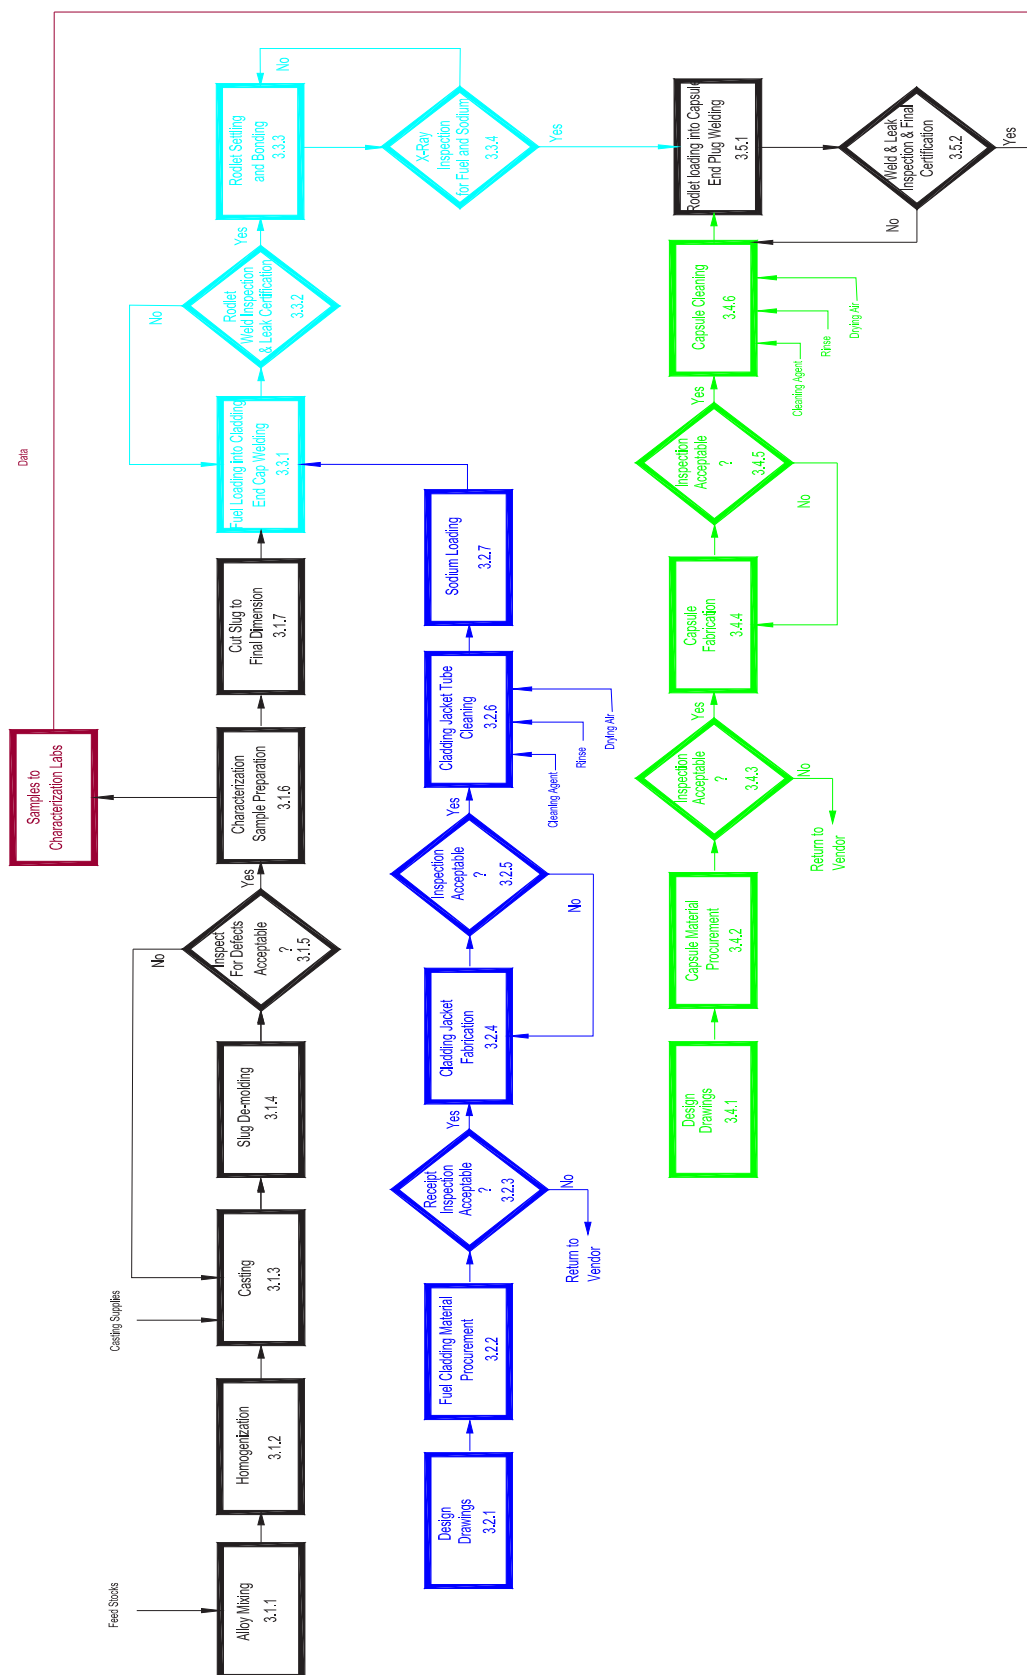 Data
Samples to
Characterization Labs
Feed Stocks
Alloy Mixing
3.1.1
Homogenization
3.1.2
Casting Supplies
Casting
3.1.3
Slug De-molding
3.1.4
No
Inspect
For Defects
Acceptable
?
3.1.5
Yes
Characterization
Sample Preparation
3.1.6
Cut Slug to
Final Dimension
3.1.7
Fuel Loading into Cladding
End Cap Welding
3.3.1
No
Rodlet
Weld Inspection
& Leak Certification
3.3.2
Yes
Rodlet Settling
and Bonding
3.3.3
No
X-Ray
Inspection
for Fuel and Sodium
3.3.4
Yes
Design
Drawings
3.2.1
Fuel Cladding Material
Procurement
3.2.2
Receipt
Inspection
Acceptable
?
3.2.3
Yes
No
Return to
Vendor
Cladding Jacket
Fabrication
3.2.4
Inspection
Acceptable
?
3.2.5
Yes
No
Cladding Jacket Tube
Cleaning
3.2.6
Cleaning Agent
Rinse
Drying Air
Sodium Loading
3.2.7
Design
Drawings
3.4.1
Capsule Material
Procurement
3.4.2
Inspection
Acceptable
?
3.4.3
Yes
No
Return to
Vendor
Capsule
Fabrication
3.4.4
Inspection
Acceptable
?
3.4.5
Yes
No
Capsule Cleaning
3.4.6
Cleaning Agent
Rinse
Drying Air
Rodlet loading into Capsule
End Plug Welding
3.5.1
No
Weld & Leak
Inspection & Final
Certification
3.5.2
Yes